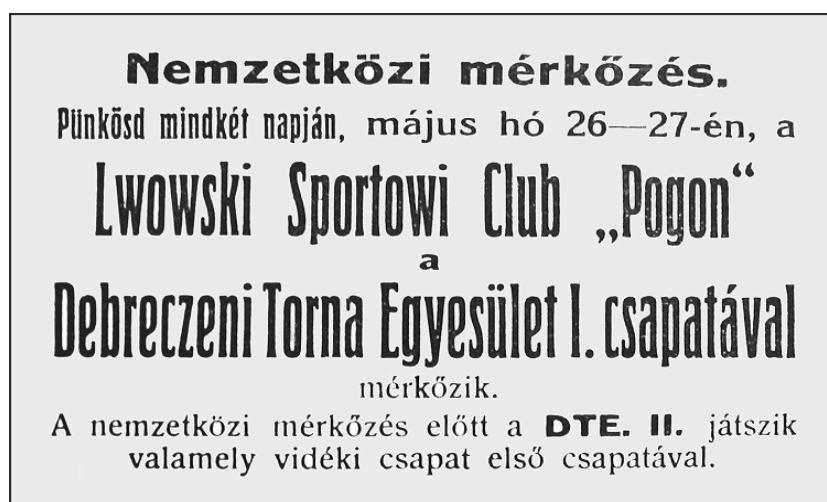 Nemzetközi mérkőzés.
Pünkösd mindkét napján, május hó 26—27-én, a
Lwowski Sportowi Club „Pogon“
a
Debreczeni Torna Egyesület I. csapatával
mérkőzik.
A nemzetközi mérkőzés előtt a DTE. II. játszik
valamely vidéki csapat első csapatával.